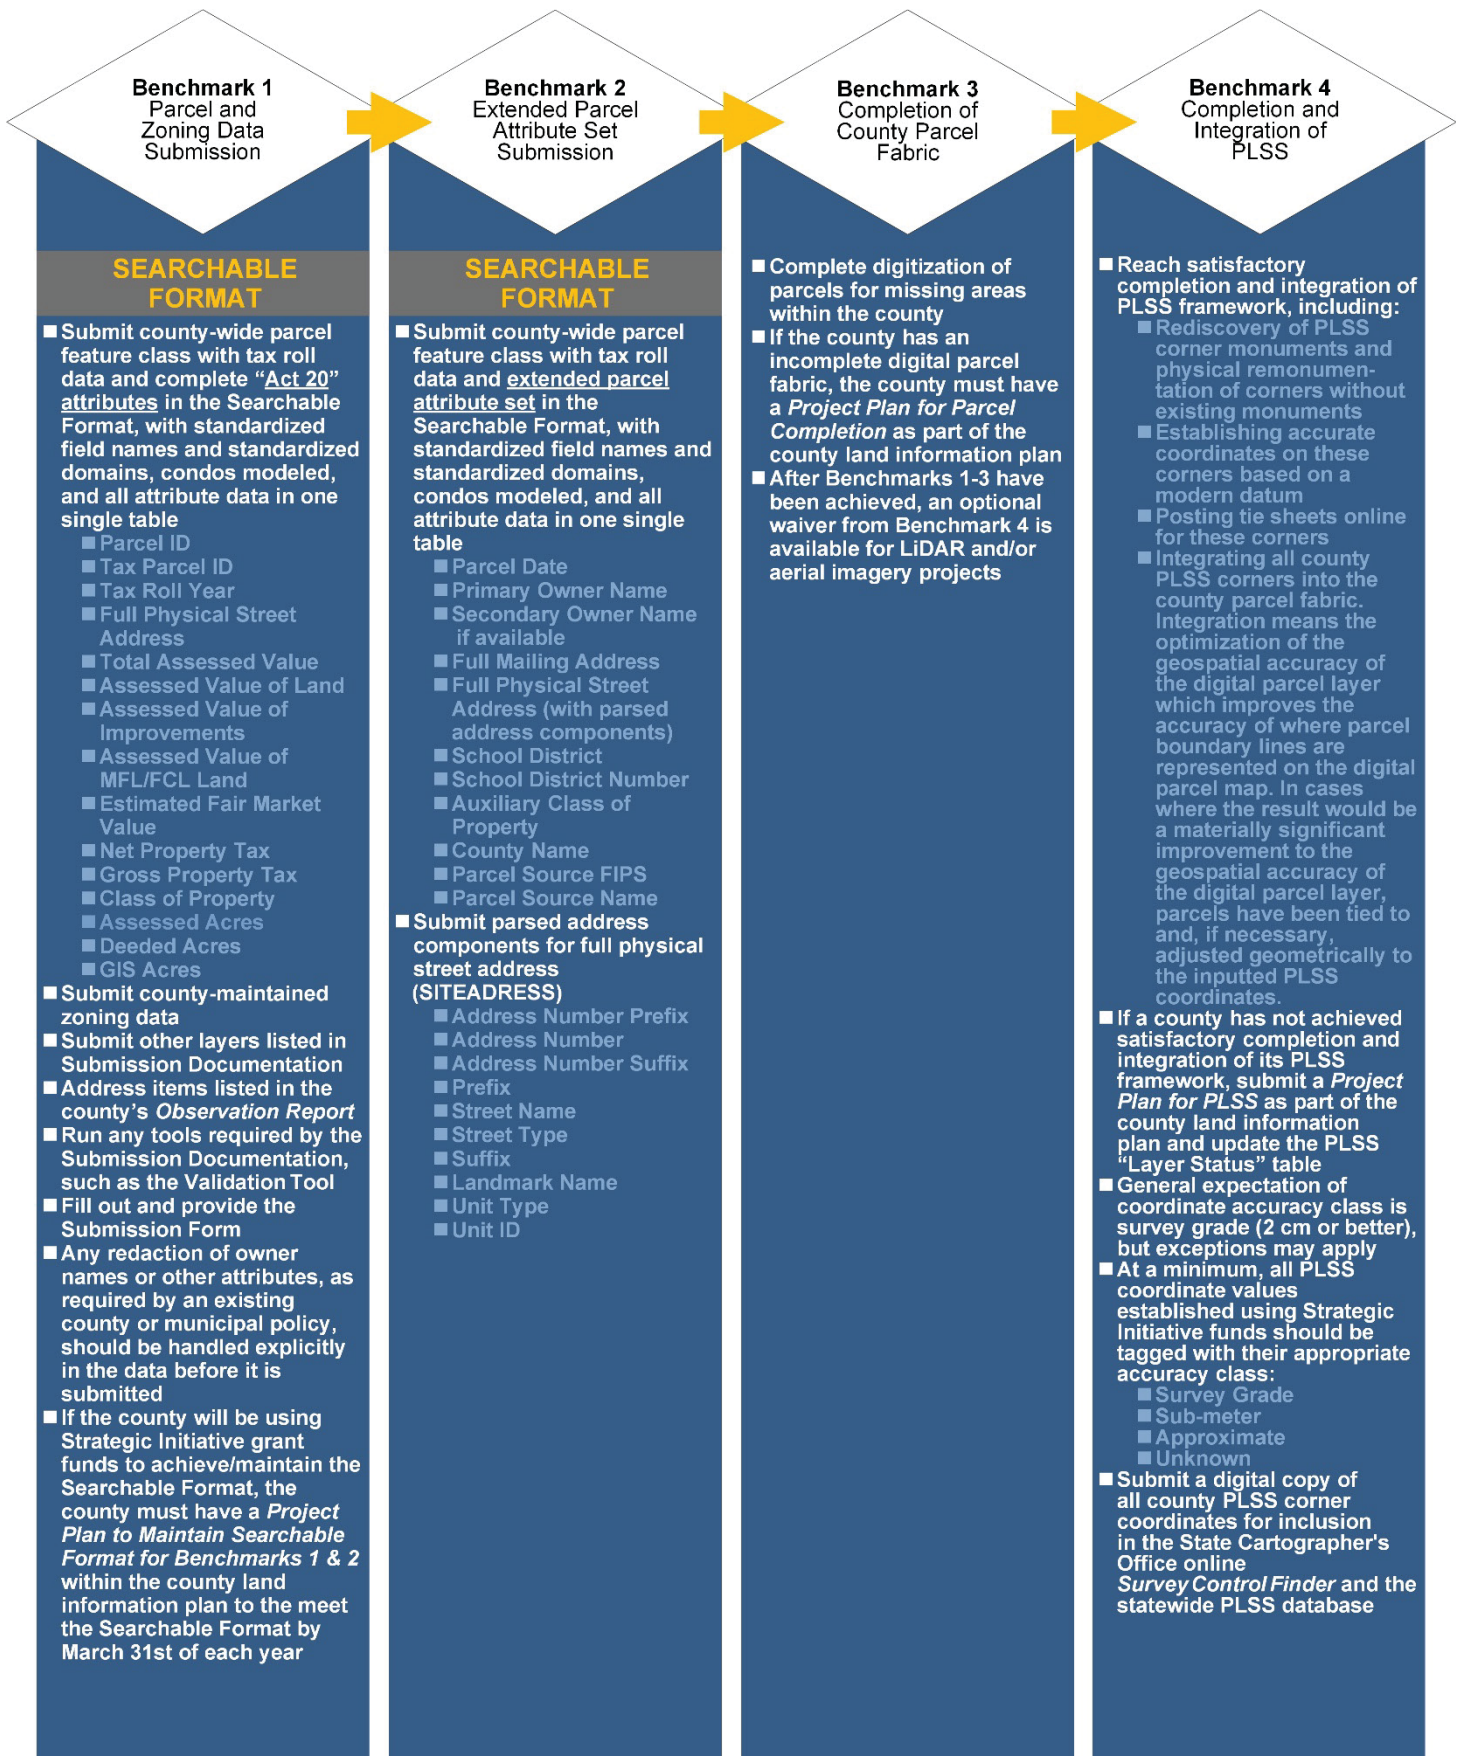 Benchmark 1
Parcel and
Zoning Data
Submission
SEARCHABLE
FORMAT
Submit county-wide parcel
feature class with tax roll
data and complete “Act 20”
attributes in the Searchable
Format, with standardized
field names and standardized
domains, condos modeled,
and all attribute data in one
single table
Parcel ID
Tax Parcel ID
Tax Roll Year
Full Physical Street
Address
Total Assessed Value
Assessed Value of Land
Assessed Value of
Improvements
Assessed Value of
MFL/FCL Land
Estimated Fair Market
Value
Net Property Tax
Gross Property Tax
Class of Property
Assessed Acres
Deeded Acres
GIS Acres
Submit county-maintained
zoning data
Submit other layers listed in
Submission Documentation
Address items listed in the
county’s Observation Report
Run any tools required by the
Submission Documentation,
such as the Validation Tool
Fill out and provide the
Submission Form
Any redaction of owner
names or other attributes, as
required by an existing
county or municipal policy,
should be handled explicitly
in the data before it is
submitted
If the county will be using
Strategic Initiative grant
funds to achieve/maintain the
Searchable Format, the
county must have a Project
Plan to Maintain Searchable
Format for Benchmarks 1 & 2
within the county land
information plan to the meet
the Searchable Format by
March 31st of each year
Benchmark 2
Extended Parcel
Attribute Set
Submission
SEARCHABLE
FORMAT
Submit county-wide parcel
feature class with tax roll
data and extended parcel
attribute set in the
Searchable Format, with
standardized field names and
standardized domains,
condos modeled, and all
attribute data in one single
table
Parcel Date
Primary Owner Name
Secondary Owner Name
if available
Full Mailing Address
Full Physical Street
Address (with parsed
address components)
School District
School District Number
Auxiliary Class of
Property
County Name
Parcel Source FIPS
Parcel Source Name
Submit parsed address
components for full physical
street address
(SITEADRESS)
Address Number Prefix
Address Number
Address Number Suffix
Prefix
Street Name
Street Type
Suffix
Landmark Name
Unit Type
Unit ID
Benchmark 3
Completion of
County Parcel
Fabric
Complete digitization of
parcels for missing areas
within the county
If the county has an
incomplete digital parcel
fabric, the county must have
a Project Plan for Parcel
Completion as part of the
county land information plan
After Benchmarks 1-3 have
been achieved, an optional
waiver from Benchmark 4 is
available for LiDAR and/or
aerial imagery projects
Benchmark 4
Completion and
Integration of
PLSS
Reach satisfactory
completion and integration of
PLSS framework, including:
Rediscovery of PLSS
corner monuments and
physical remonumen-
tation of corners without
existing monuments
Establishing accurate
coordinates on these
corners based on a
modern datum
Posting tie sheets online
for these corners
Integrating all county
PLSS corners into the
county parcel fabric.
Integration means the
optimization of the
geospatial accuracy of
the digital parcel layer
which improves the
accuracy of where parcel
boundary lines are
represented on the digital
parcel map. In cases
where the result would be
a materially significant
improvement to the
geospatial accuracy of
the digital parcel layer,
parcels have been tied to
and, if necessary,
adjusted geometrically to
the inputted PLSS
coordinates.
If a county has not achieved
satisfactory completion and
integration of its PLSS
framework, submit a Project
Plan for PLSS as part of the
county land information
plan and update the PLSS
“Layer Status” table
General expectation of
coordinate accuracy class is
survey grade (2 cm or better),
but exceptions may apply
At a minimum, all PLSS
coordinate values
established using Strategic
Initiative funds should be
tagged with their appropriate
accuracy class:
Survey Grade
Sub-meter
Approximate
Unknown
Submit a digital copy of
all county PLSS corner
coordinates for inclusion
in the State Cartographer's
Office online
Survey Control Finder and the
statewide PLSS database